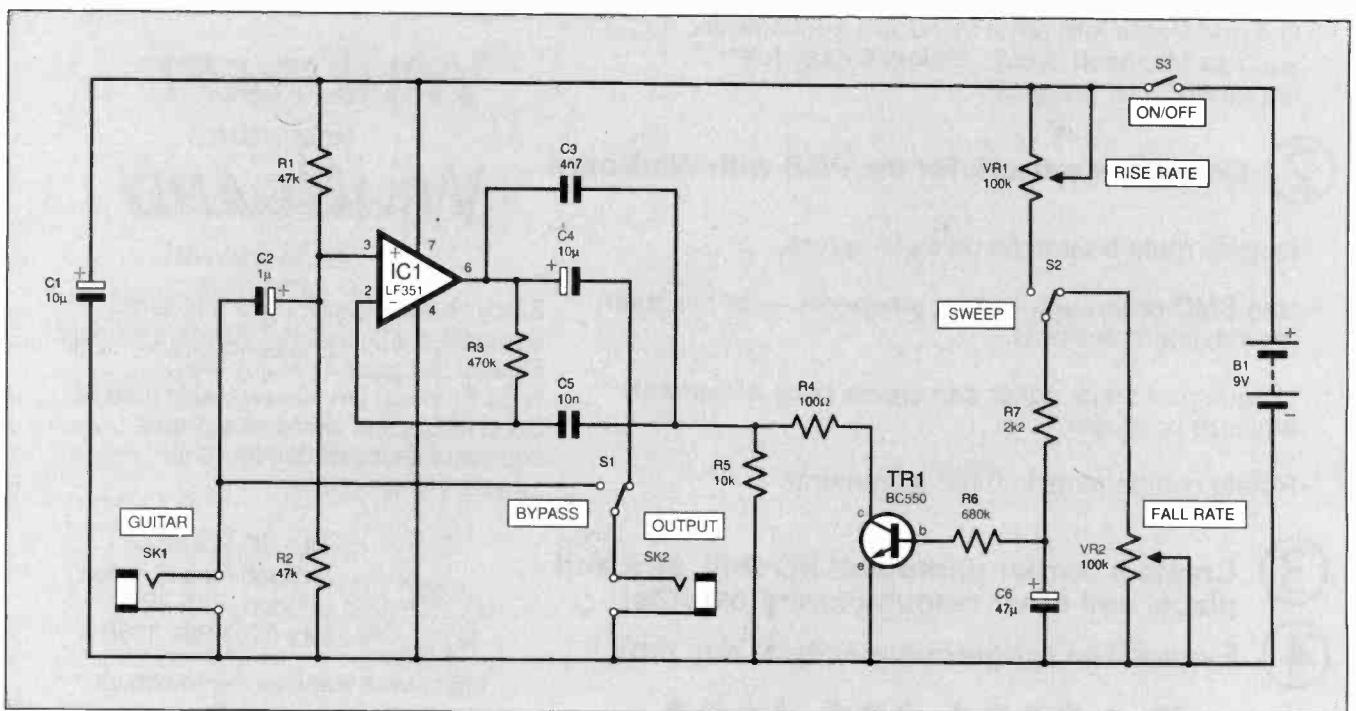 S3
ON/OFF
R1
47k
C3
4n7
VR1
100k
RISE RATE
C1
10µ
+
C2
1µ
+
3
+
7
IC1
LF351
6
2
−
4
C4
10µ
+
S2
SWEEP
R3
470k
+
B1
9V
−
C5
10n
R4
100Ω
R7
2k2
S1
BYPASS
R5
10k
TR1
BC550
c
b
e
R6
680k
FALL RATE
GUITAR
SK1
R2
47k
OUTPUT
SK2
+
C6
47µ
VR2
100k